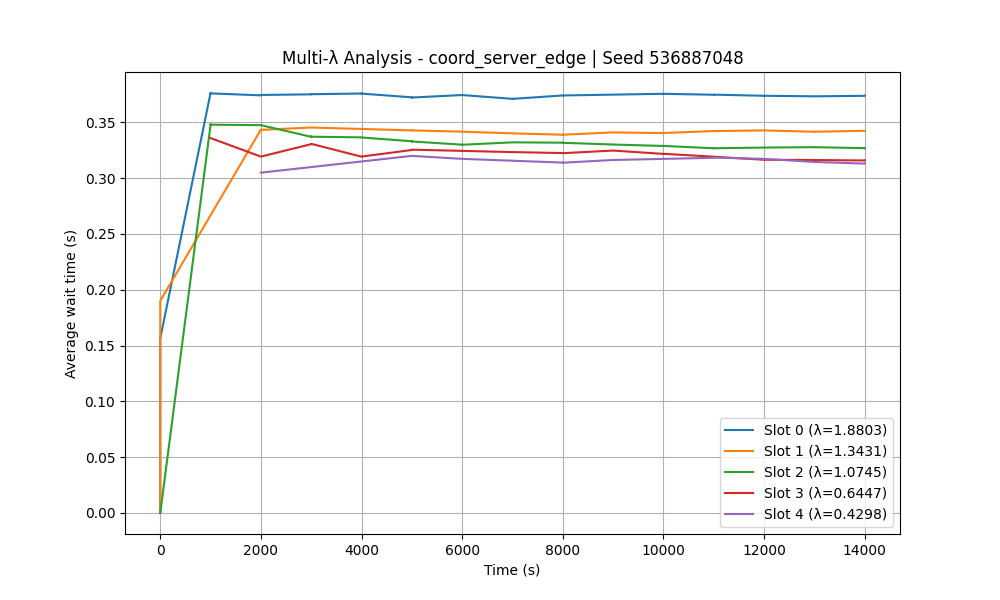 Multi-λ Analysis - coord_server_edge | Seed 536887048
Average wait time (s)
0.35
0.30
0.25
0.20
0.15
0.10
0.05
0.00
Slot 0 (λ=1.8803)
Slot 1 (λ=1.3431)
Slot 2 (λ=1.0745)
Slot 3 (λ=0.6447)
Slot 4 (λ=0.4298)
0 2000 4000 6000 8000 10000 12000 14000
Time (s)